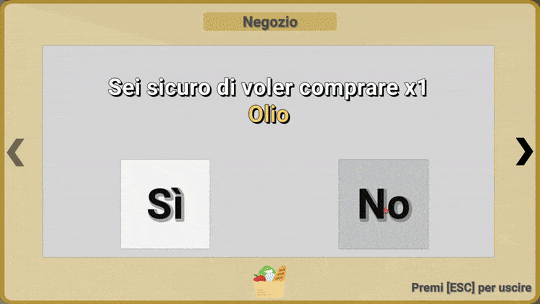 Negozio
Sei sicuro di voler comprare x1
Olio
Sì
No
Premi [ESC] per uscire